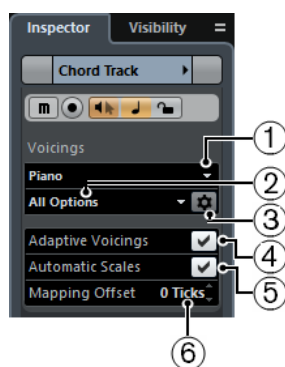 Inspector Visibility
Chord Track
m
Voicings
1
Piano
2
All Options
3
Adaptive Voicings
4
Automatic Scales
5
Mapping Offset 0 Ticks
6